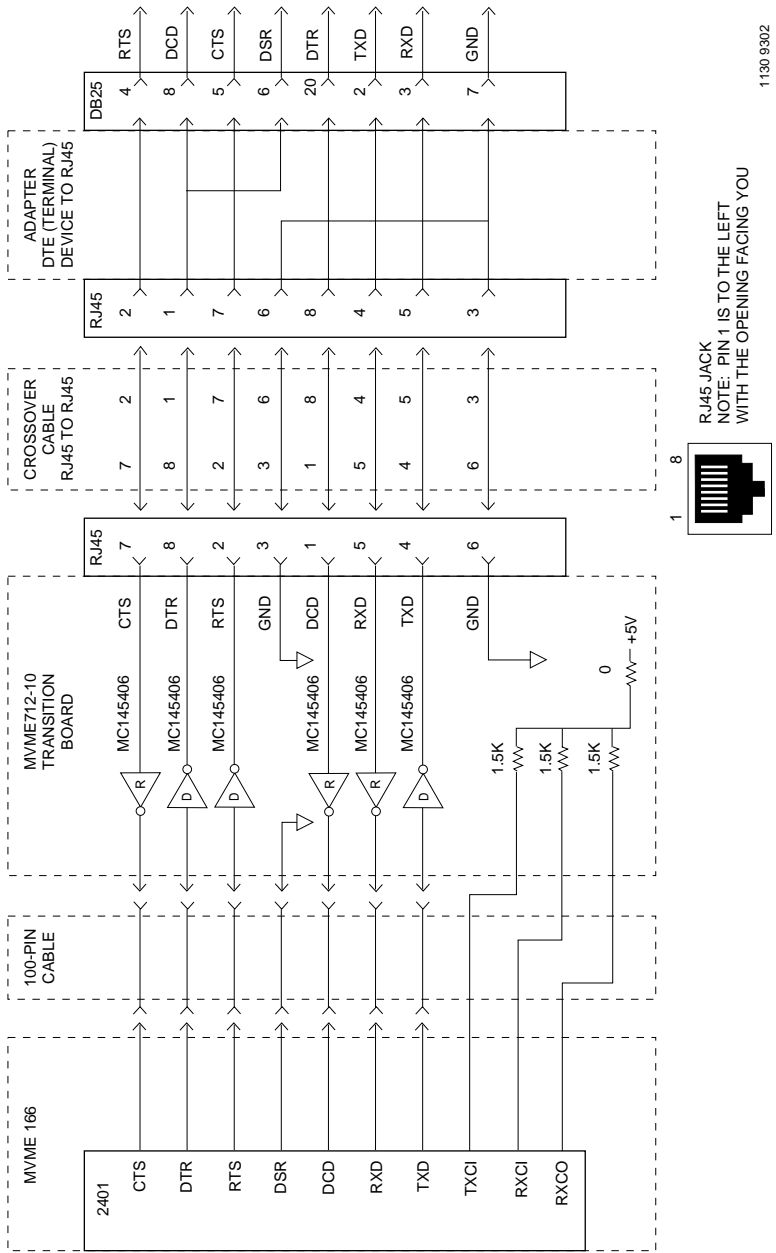 MVME 166
2401
CTS
DTR
RTS
DSR
DCD
RXD
TXD
TXCI
RXCI
RXCO
100-PIN
CABLE
MVME712-10
TRANSITION
BOARD
R
MC145406
CTS
D
MC145406
DTR
D
MC145406
RTS
GND
R
MC145406
DCD
R
MC145406
RXD
D
MC145406
TXD
GND
1.5K
1.5K
1.5K
0
+5V
RJ45
7
8
2
3
1
5
4
6
CROSSOVER
CABLE
RJ45 TO RJ45
7 2
8 1
2 7
3 6
1 8
5 4
4 5
6 3
RJ45
2
1
7
6
8
4
5
3
ADAPTER
DTE (TERMINAL)
DEVICE TO RJ45
DB25
4 RTS
8 DCD
5 CTS
6 DSR
20 DTR
2 TXD
3 RXD
7 GND
1 8
RJ45 JACK
NOTE: PIN 1 IS TO THE LEFT
WITH THE OPENING FACING YOU
1130 9302